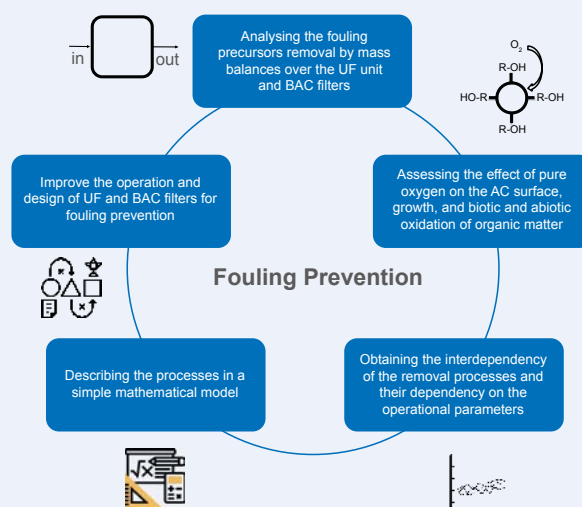 Analysing the fouling
precursors removal by mass
balances over the UF unit
and BAC filters
in
out
O2
R-OH
HO-R
R-OH
R-OH
Assessing the effect of pure
oxygen on the AC surface,
growth, and biotic and abiotic
oxidation of organic matter
Improve the operation and
design of UF and BAC filters for
fouling prevention
Fouling Prevention
Obtaining the interdependency
of the removal processes and
their dependency on the
operational parameters
Describing the processes in a
simple mathematical model
√x